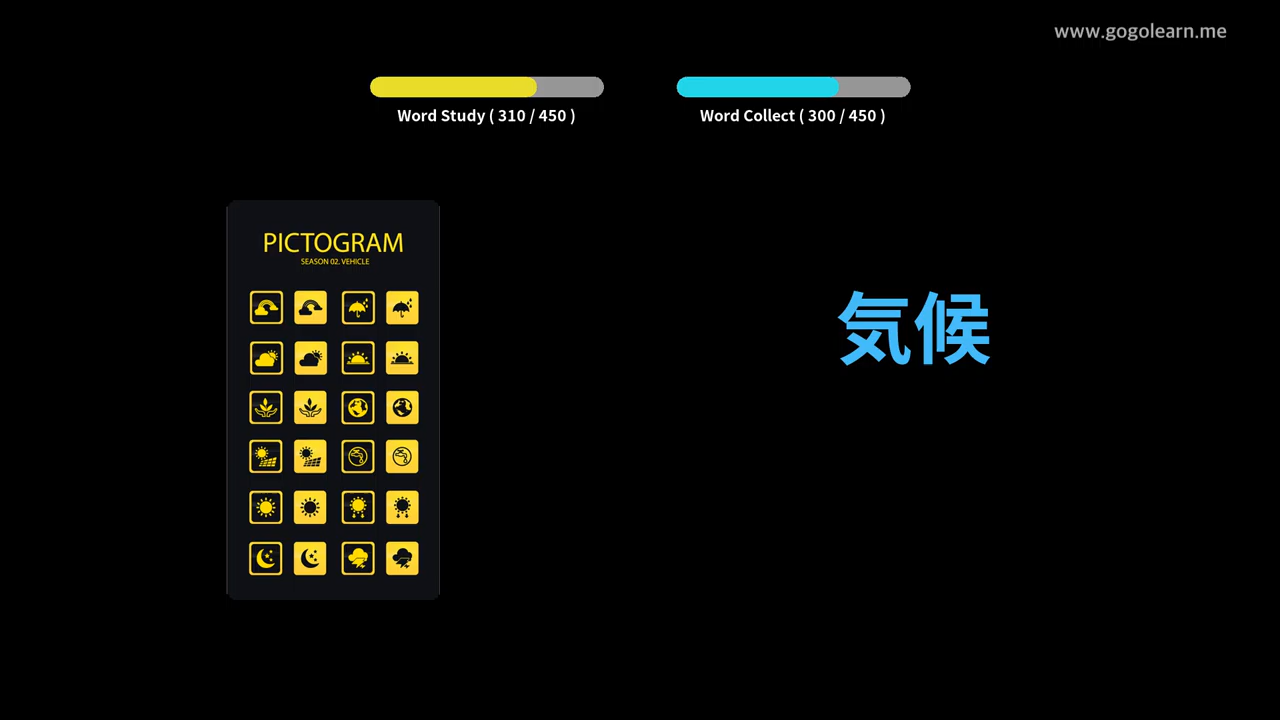 www.gogolearn.me
Word Study ( 310 / 450 )
Word Collect ( 300 / 450 )
PICTOGRAM
SEASON 02. VEHICLE
気候